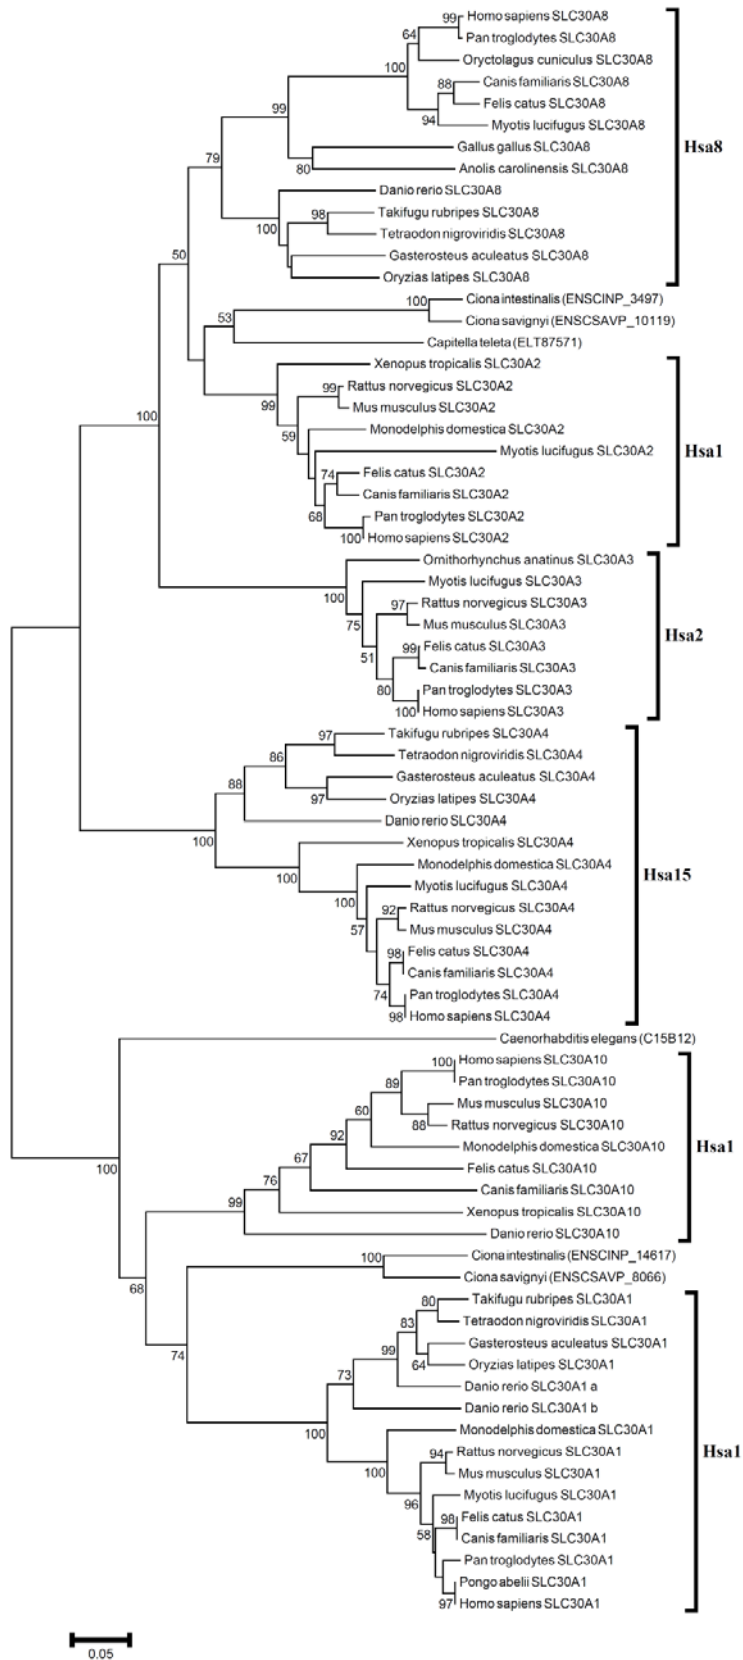 99 Homo sapiens SLC30A8
64 Pan troglodytes SLC30A8
Oryctolagus cuniculus SLC30A8
100
88 Canis familiaris SLC30A8
Felis catus SLC30A8
99
94 Myotis lucifugus SLC30A8
Gallus gallus SLC30A8
Hsa8
79
80 Anolis carolinensis SLC30A8
Danio rerio SLC30A8
98 Takifugu rubripes SLC30A8
100 Tetraodon nigroviridis SLC30A8
50
Gasterosteus aculeatus SLC30A8
Oryzias latipes SLC30A8
100 Ciona intestinalis (ENSCINP_3497)
53 Ciona savignyi (ENSCSAVP_10119)
Capitella teleta (ELT87571)
Xenopus tropicalis SLC30A2
99 Rattus norvegicus SLC30A2
99 Mus musculus SLC30A2
100
59 Monodelphis domestica SLC30A2
Myotis lucifugus SLC30A2
Hsa1
74 Felis catus SLC30A2
Canis familiaris SLC30A2
68 Pan troglodytes SLC30A2
100 Homo sapiens SLC30A2
Ornithorhynchus anatinus SLC30A3
100 Myotis lucifugus SLC30A3
97 Rattus norvegicus SLC30A3
75 Mus musculus SLC30A3
Hsa2
99 Felis catus SLC30A3
51
Canis familiaris SLC30A3
80 Pan troglodytes SLC30A3
100 Homo sapiens SLC30A3
97 Takifugu rubripes SLC30A4
86 Tetraodon nigroviridis SLC30A4
88 Gasterosteus aculeatus SLC30A4
97 Oryzias latipes SLC30A4
Danio rerio SLC30A4
100 Xenopus tropicalis SLC30A4
Monodelphis domestica SLC30A4
100
Hsa15
Myotis lucifugus SLC30A4
100
92 Rattus norvegicus SLC30A4
57 Mus musculus SLC30A4
98 Felis catus SLC30A4
Canis familiaris SLC30A4
74 Pan troglodytes SLC30A4
98 Homo sapiens SLC30A4
Caenorhabditis elegans (C15B12)
100 Homo sapiens SLC30A10
89 Pan troglodytes SLC30A10
60 Mus musculus SLC30A10
88 Rattus norvegicus SLC30A10
92
Monodelphis domestica SLC30A10
Hsa1
67
100
Felis catus SLC30A10
76
Canis familiaris SLC30A10
99
Xenopus tropicalis SLC30A10
Danio rerio SLC30A10
100 Ciona intestinalis (ENSCINP_14617)
68 Ciona savignyi (ENSCSAVP_8066)
80 Takifugu rubripes SLC30A1
83 Tetraodon nigroviridis SLC30A1
Gasterosteus aculeatus SLC30A1
74 99 64 Oryzias latipes SLC30A1
73 Danio rerio SLC30A1 a
Danio rerio SLC30A1 b
100 Monodelphis domestica SLC30A1
94 Rattus norvegicus SLC30A1
Hsa1
100 Mus musculus SLC30A1
Myotis lucifugus SLC30A1
96
98 Felis catus SLC30A1
58
Canis familiaris SLC30A1
Pan troglodytes SLC30A1
Pongo abelii SLC30A1
97 Homo sapiens SLC30A1
0.05